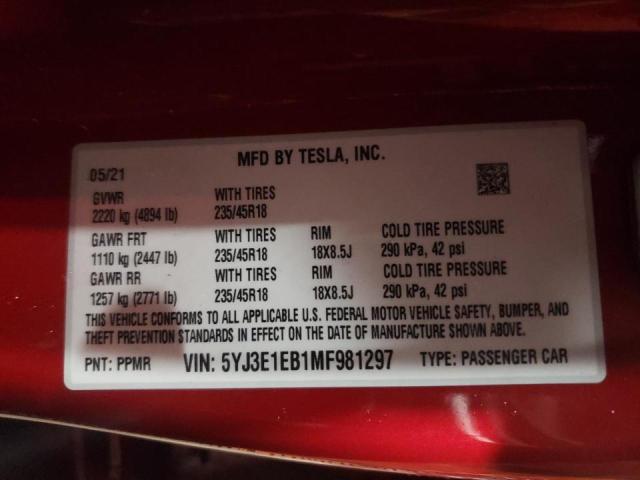 MFD BY TESLA, INC.
05/21
GVWR WITH TIRES
2220 kg (4894 lb) 235/45R18
GAWR FRT WITH TIRES RIM COLD TIRE PRESSURE
1110 kg (2447 lb) 235/45R18 18X8.5J 290 kPa, 42 psi
GAWR RR WITH TIRES RIM COLD TIRE PRESSURE
1257 kg (2771 lb) 235/45R18 18X8.5J 290 kPa, 42 psi
THIS VEHICLE CONFORMS TO ALL APPLICABLE U.S. FEDERAL MOTOR VEHICLE SAFETY, BUMPER, AND
THEFT PREVENTION STANDARDS IN EFFECT ON THE DATE OF MANUFACTURE SHOWN ABOVE.
PNT: PPMR VIN: 5YJ3E1EB1MF981297 TYPE: PASSENGER CAR